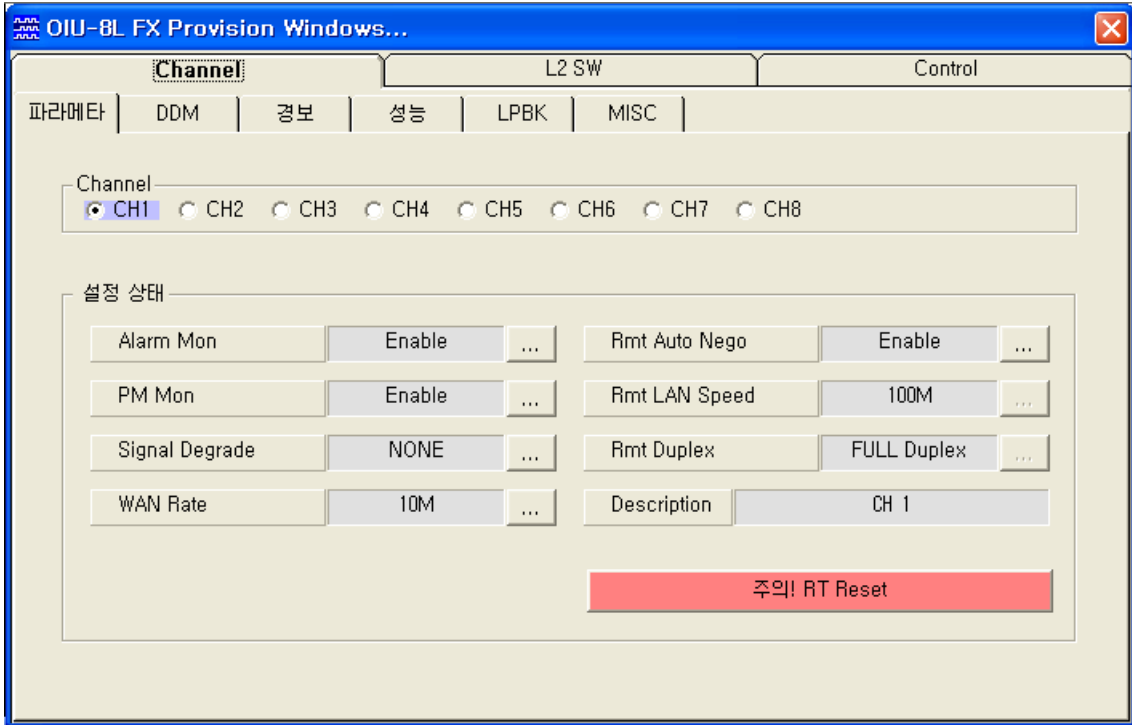 OIU-8L FX Provision Windows...
Channel L2 SW Control
파라메타 DDM 경보 성능 LPBK MISC
Channel
CH1 CH2 CH3 CH4 CH5 CH6 CH7 CH8
설정 상태
Alarm Mon Enable ... Rmt Auto Nego Enable ...
PM Mon Enable ... Rmt LAN Speed 100M ...
Signal Degrade NONE ... Rmt Duplex FULL Duplex ...
WAN Rate 10M ... Description CH 1
주의! RT Reset